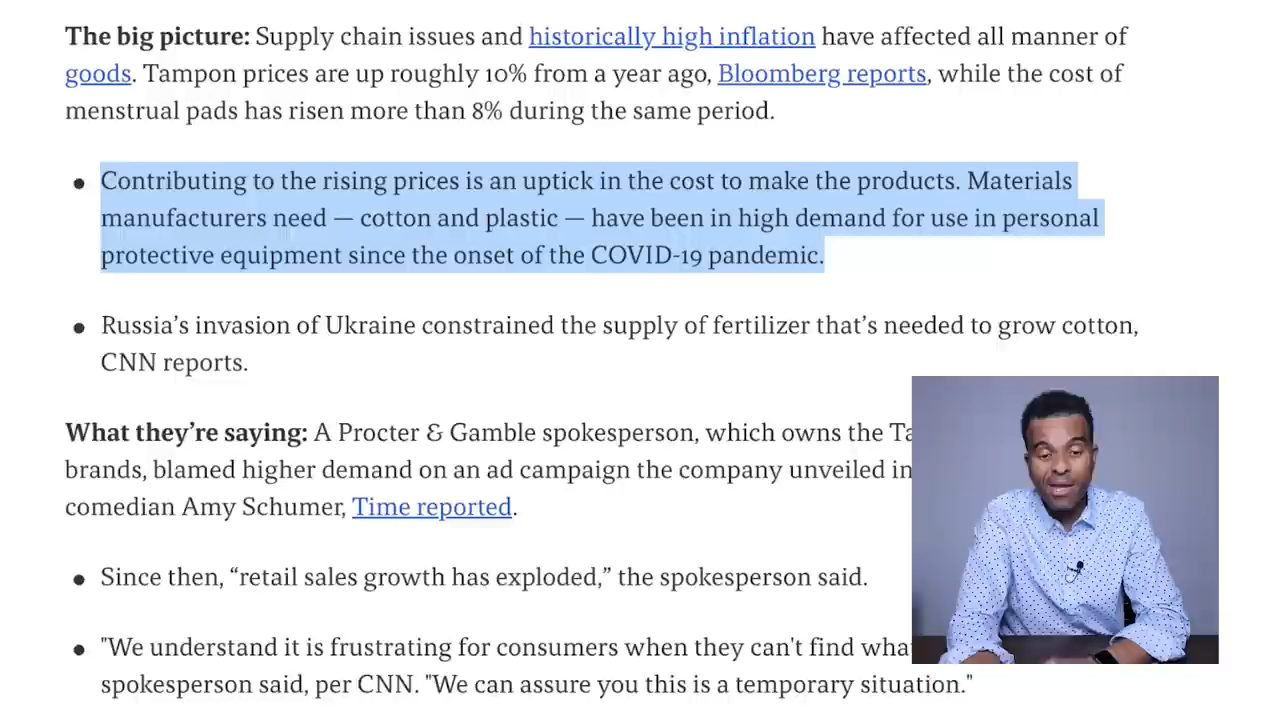 The big picture: Supply chain issues and historically high inflation have affected all manner of
goods. Tampon prices are up roughly 10% from a year ago, Bloomberg reports, while the cost of
menstrual pads has risen more than 8% during the same period.
• Contributing to the rising prices is an uptick in the cost to make the products. Materials
manufacturers need — cotton and plastic — have been in high demand for use in personal
protective equipment since the onset of the COVID-19 pandemic.
• Russia’s invasion of Ukraine constrained the supply of fertilizer that’s needed to grow cotton,
CNN reports.
What they’re saying: A Procter & Gamble spokesperson, which owns the
brands, blamed higher demand on an ad campaign the company unveiled in
comedian Amy Schumer, Time reported.
• Since then, “retail sales growth has exploded,” the spokesperson said.
• "We understand it is frustrating for consumers when they can't find
spokesperson said, per CNN. "We can assure you this is a temporary situation."